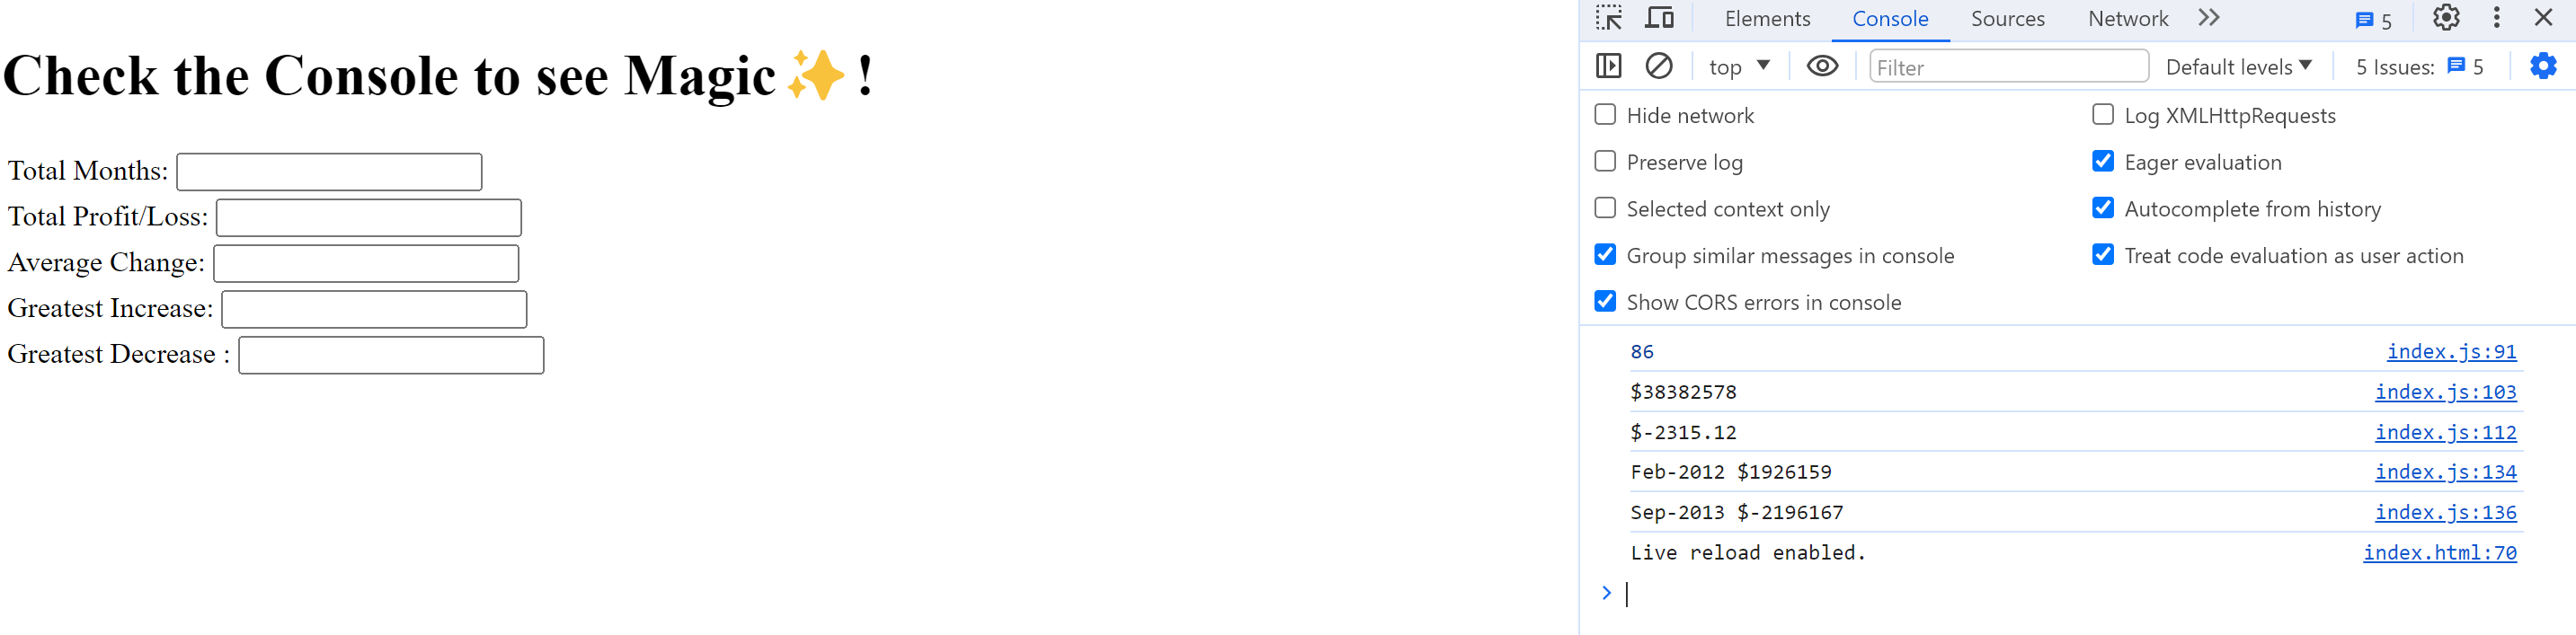 Check the Console to see Magic✨!
Total Months:
Total Profit/Loss:
Average Change:
Greatest Increase:
Greatest Decrease :
Elements Console Sources Network 5
top Filter Default levels 5 Issues: 5
Hide network Log XMLHttpRequests
Preserve log Eager evaluation
Selected context only Autocomplete from history
Group similar messages in console Treat code evaluation as user action
Show CORS errors in console
86 index.js:91
$38382578 index.js:103
$-2315.12 index.js:112
Feb-2012 $1926159 index.js:134
Sep-2013 $-2196167 index.js:136
Live reload enabled. index.html:70